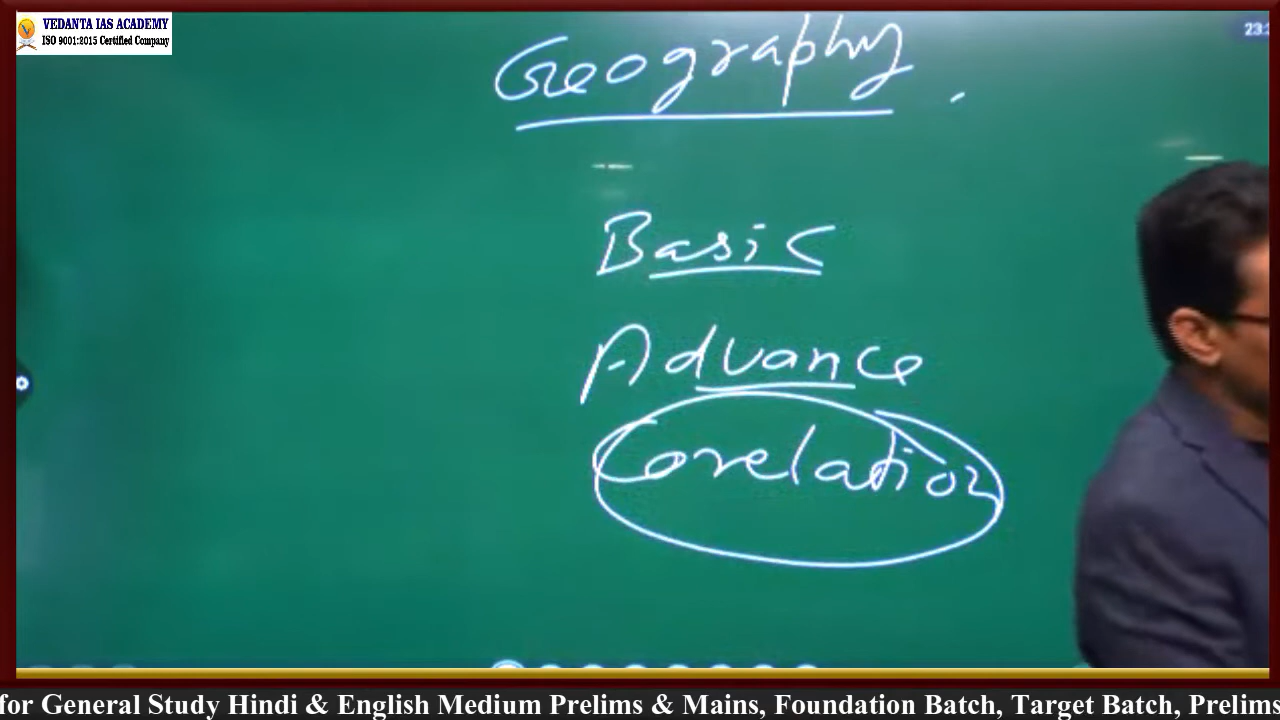 VEDANTA IAS ACADEMY
ISO 9001:2015 Certified Company
Geography
Basic
Advance
Corelation
for General Study Hindi & English Medium Prelims & Mains, Foundation Batch, Target Batch, Prelims